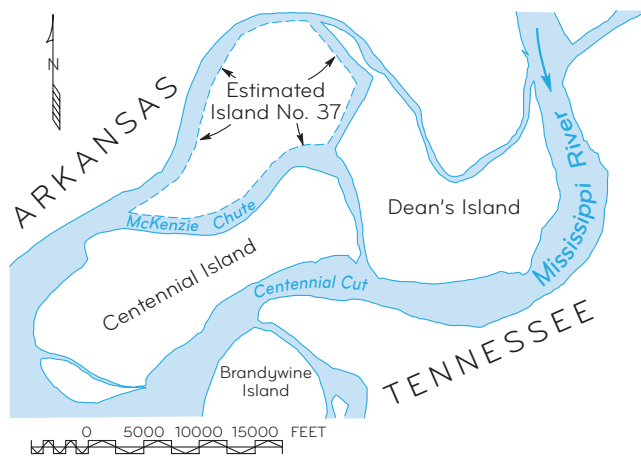 N
ARKANSAS
Estimated
Island No. 37
Mississippi River
Dean's Island
McKenzie Chute
Centennial Island
Centennial Cut
TENNESSEE
Brandywine
Island
0 5000 10000 15000 FEET